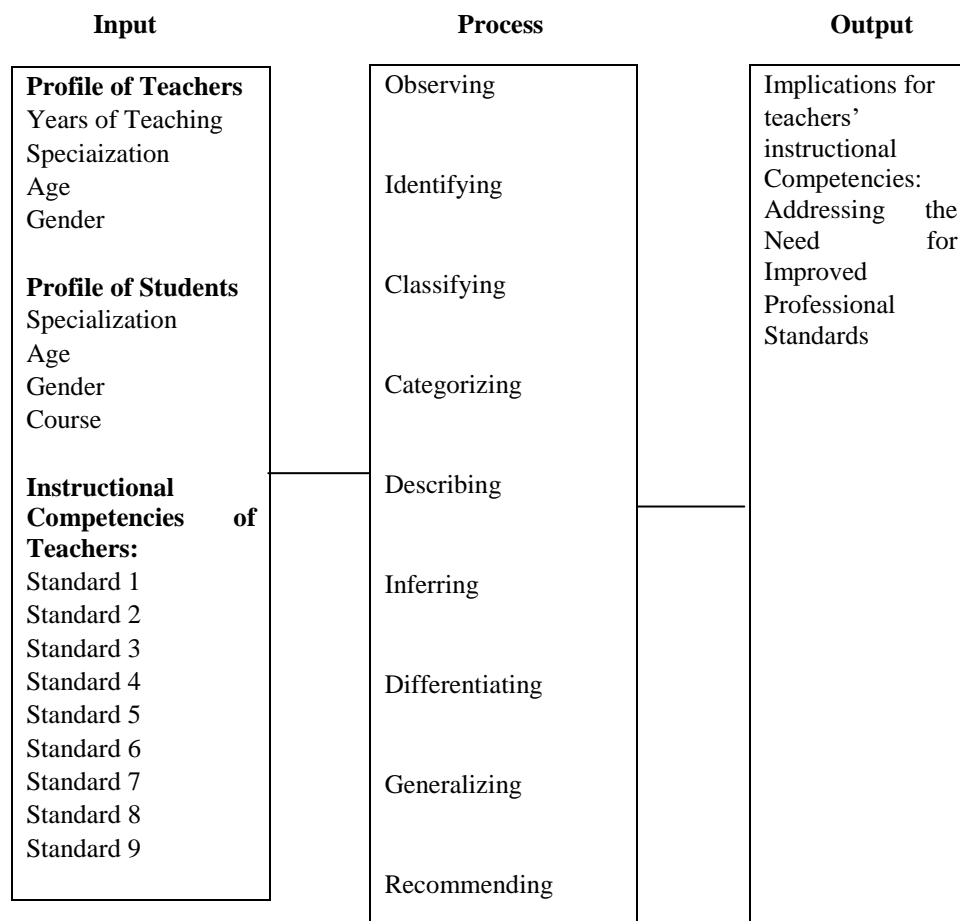 Input
Process
Output
Profile of Teachers
Years of Teaching
Speciaization
Age
Gender
Profile of Students
Specialization
Age
Gender
Course
Instructional
Competencies of
Teachers:
Standard 1
Standard 2
Standard 3
Standard 4
Standard 5
Standard 6
Standard 7
Standard 8
Standard 9
Observing
Identifying
Classifying
Categorizing
Describing
Inferring
Differentiating
Generalizing
Recommending
Implications for
teachers’
instructional
Competencies:
Addressing the
Need for
Improved
Professional
Standards